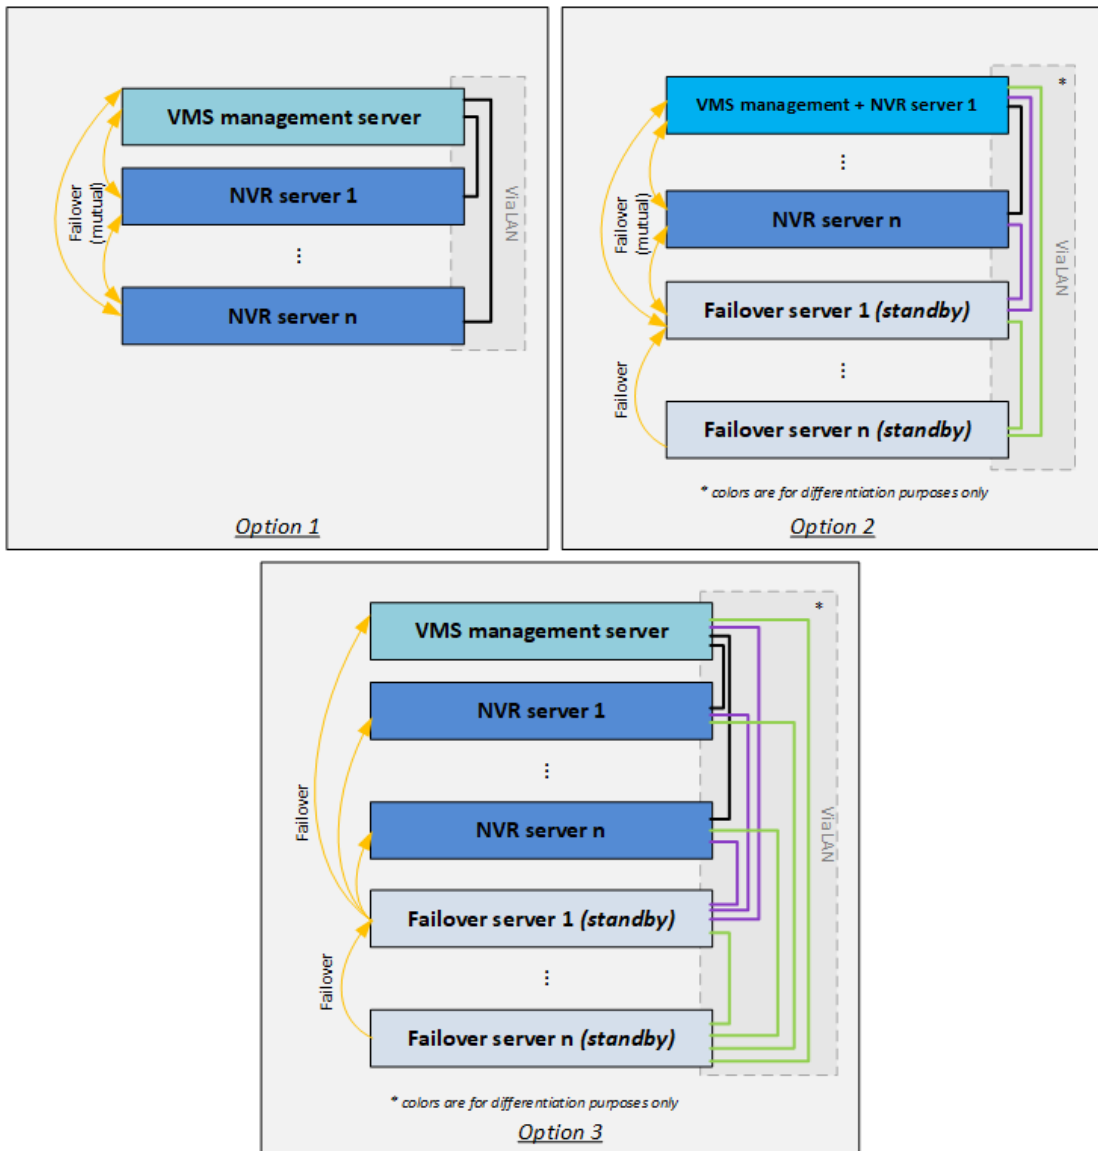 VMS management server
NVR server 1
⋮
NVR server n
Failover
(mutual)
Via LAN
Option 1
*
VMS management + NVR server 1
⋮
NVR server n
Failover server 1 (standby)
⋮
Failover server n (standby)
Failover
(mutual)
Failover
Via LAN
* colors are for differentiation purposes only
Option 2
*
VMS management server
NVR server 1
⋮
NVR server n
Failover server 1 (standby)
⋮
Failover server n (standby)
Failover
Failover
Via LAN
* colors are for differentiation purposes only
Option 3